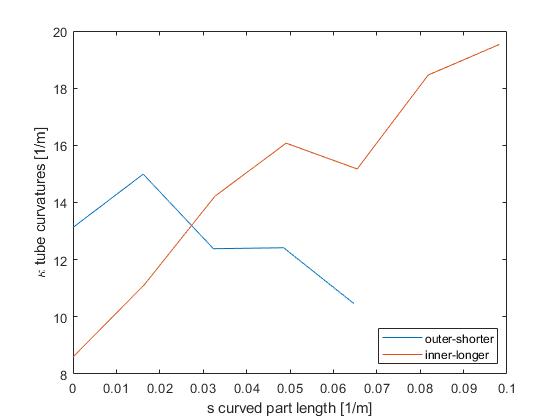 20
18
16
14
12
10
8
κ tube curvatures [1/m]
outer-shorter
inner-longer
0 0.01 0.02 0.03 0.04 0.05 0.06 0.07 0.08 0.09 0.1
s curved part length [1/m]